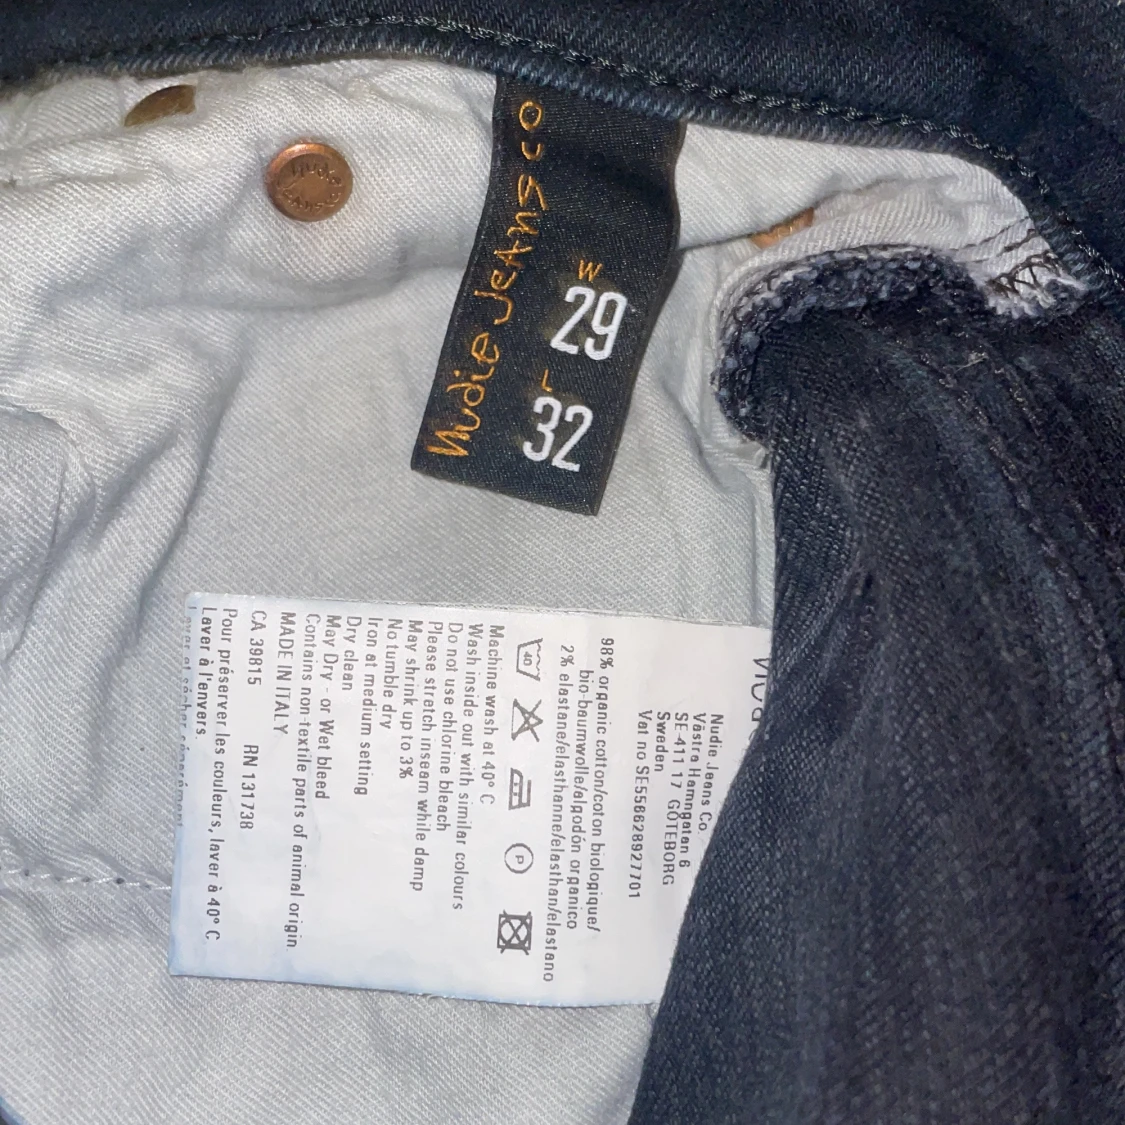 Nudie Jeans co
W
29
L
32
Nudie
Jeans
Nudie Jeans Co.
Västra Hamngatan 6
SE-411 17 GÖTEBORG
Sweden
Vat no SE556628927701
98% organic cotton/coton biologique/
bio-baumwolle/algodón organico
2% elastane/elasthanne/elasthan/elastano
40
P
Machine wash at 40° C
Wash inside out with similar colours
Do not use chlorine bleach
Please stretch inseam while damp
May shrink up to 3%
No tumble dry
Iron at medium setting
Dry clean
May Dry - or Wet bleed
Contains non-textile parts of animal origin
MADE IN ITALY
CA 39815 RN 131738
Pour préserver les couleurs, laver à 40° C
Laver à l'envers.